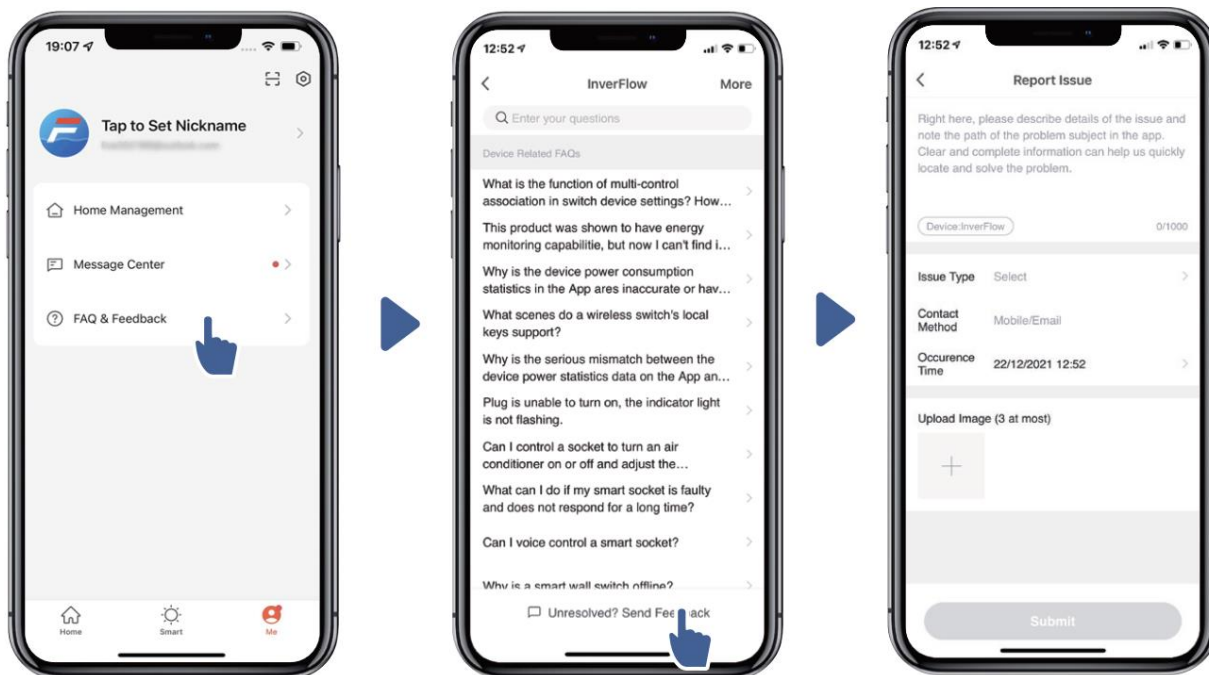 19:07
Tap to Set Nickname
Home Management
Message Center
FAQ & Feedback
Home
Smart
Me
12:52
InverFlow
More
Enter your questions
Device Related FAQs
What is the function of multi-control
association in switch device settings? How...
This product was shown to have energy
monitoring capabilitie, but now I can't find i...
Why is the device power consumption
statistics in the App ares inaccurate or hav...
What scenes do a wireless switch's local
keys support?
Why is the serious mismatch between the
device power statistics data on the App an...
Plug is unable to turn on, the indicator light
is not flashing.
Can I control a socket to turn an air
conditioner on or off and adjust the...
What can I do if my smart socket is faulty
and does not respond for a long time?
Can I voice control a smart socket?
Why is a smart wall switch offline?
Unresolved? Send Feedback
12:52
Report Issue
Right here, please describe details of the issue and
note the path of the problem subject in the app.
Clear and complete information can help us quickly
locate and solve the problem.
Device:InverFlow
0/1000
Issue Type Select
Contact
Method
Mobile/Email
Occurence
Time
22/12/2021 12:52
Upload Image (3 at most)
Submit